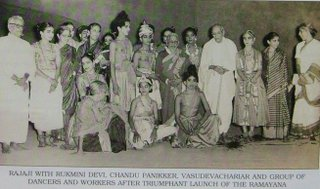 RAJAJI WITH RUKMINI DEVI, CHANDU PANIKKER, VASUDEVACHARIAR AND GROUP OF
DANCERS AND WORKERS AFTER TRIUMPHANT LAUNCH OF THE RAMAYANA